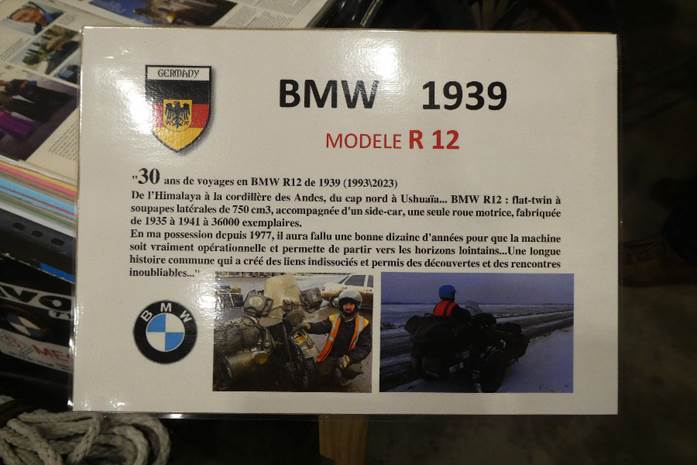 GERMANY
BMW 1939
MODELE R 12
"30 ans de voyages en BMW R12 de 1939 (1993\2023)
De l'Himalaya à la cordillère des Andes, du cap nord à Ushuaïa... BMW R12 : flat-twin à
soupapes latérales de 750 cm3, accompagnée d'un side-car, une seule roue motrice, fabriquée
de 1935 à 1941 à 36000 exemplaires.
En ma possession depuis 1977, il aura fallu une bonne dizaine d'années pour que la machine
soit vraiment opérationnelle et permette de partir vers les horizons lointains...Une longue
histoire commune qui a créé des liens indissociés et permis des découvertes et des rencontres
inoubliables..."
BMW